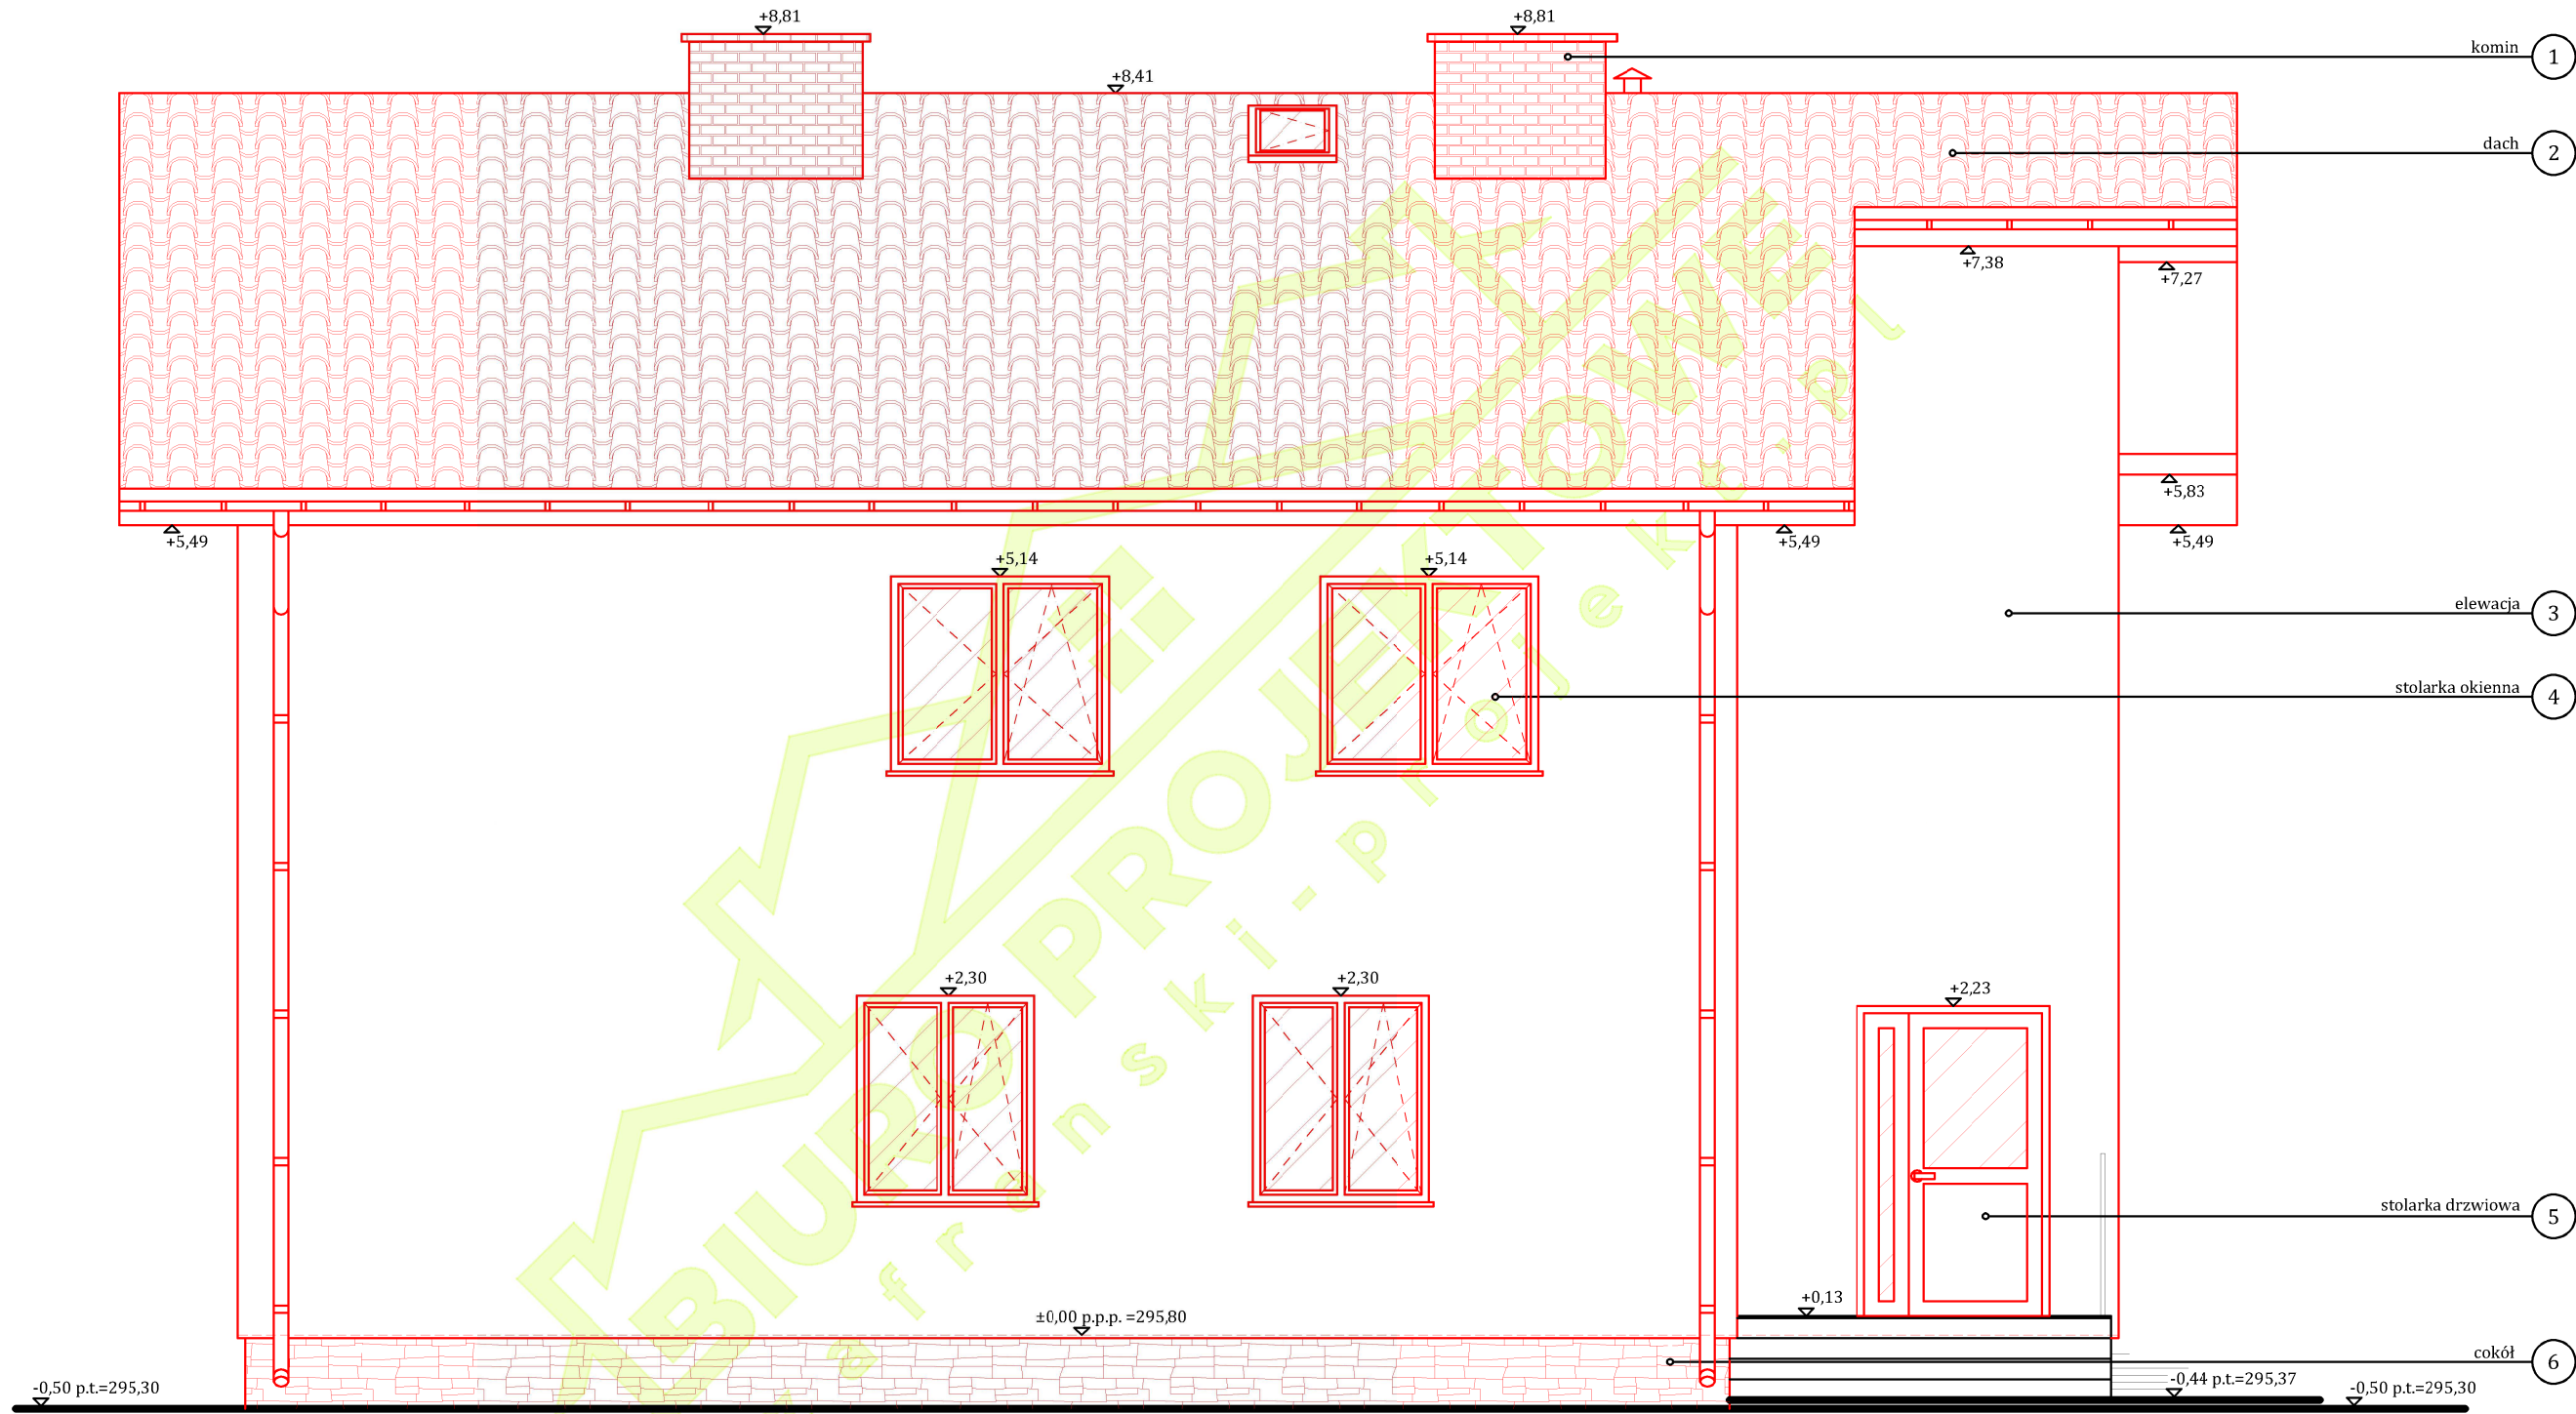 +8,81
+8,81
komin
1
+8,41
dach
2
+7,38
+7,27
+5,83
+5,49
+5,49
+5,49
+5,14
+5,14
elewacja
3
stolarka okienna
4
+2,30
+2,30
+2,23
stolarka drzwiowa
5
+0,13
±0,00 p.p.p. =295,80
cokół
6
-0,50 p.t.=295,30
-0,44 p.t.=295,37
-0,50 p.t.=295,30
BIURO PROJEKTOWE